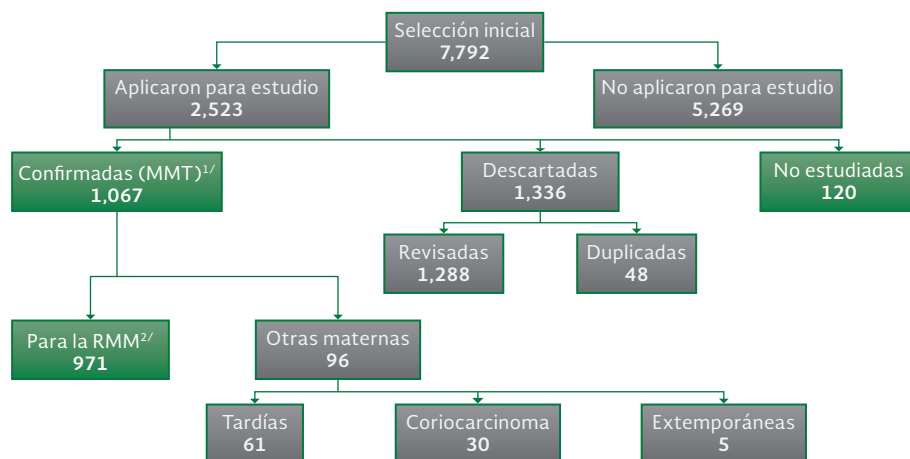 Selección inicial
7,792
Aplicaron para estudio
2,523
No aplicaron para estudio
5,269
Confirmadas (MMT)1/
1,067
Descartadas
1,336
No estudiadas
120
Revisadas
1,288
Duplicadas
48
Para la RMM2/
971
Otras maternas
96
Tardías
61
Coriocarcinoma
30
Extemporáneas
5